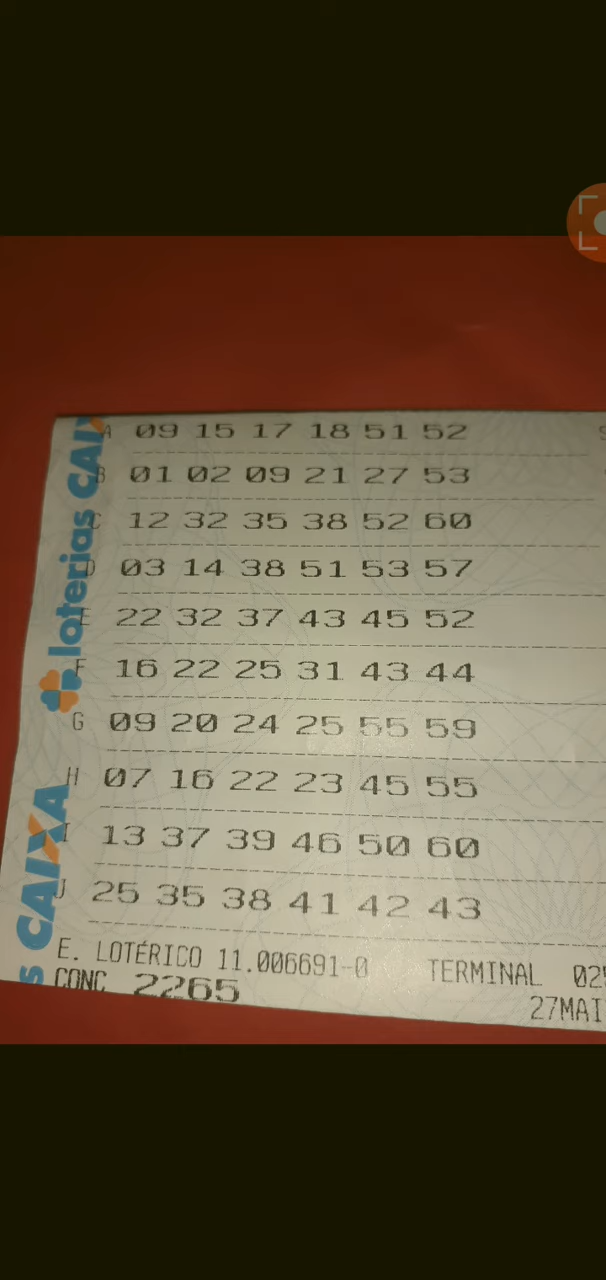 A 09 15 17 18 51 52
B 01 02 09 21 27 53
C 12 32 35 38 52 60
D 03 14 38 51 53 57
E 22 32 37 43 45 52
F 16 22 25 31 43 44
G 09 20 24 25 55 59
H 07 16 22 23 45 55
I 13 37 39 46 50 60
J 25 35 38 41 42 43
E. LOTÉRICO 11.006691-0 TERMINAL 02
CONC 2265
27MAI
loterias CAIX
s CAIXA